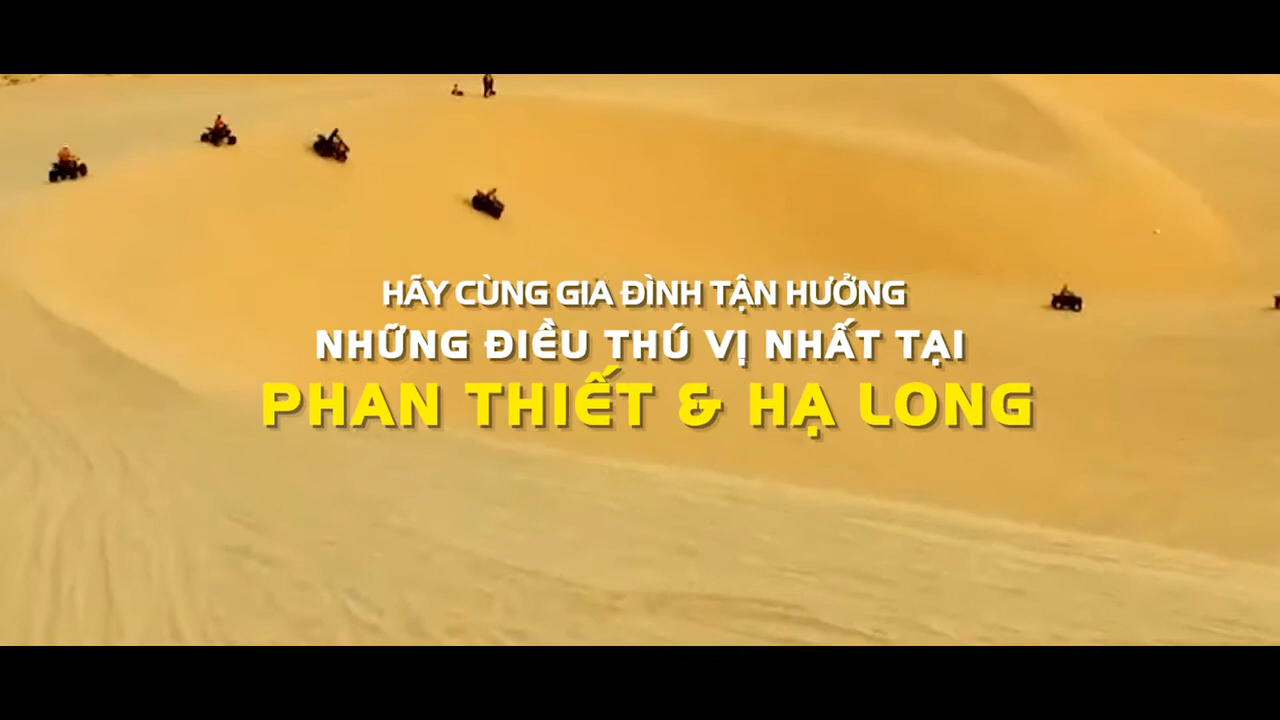 HÃY CÙNG GIA ĐÌNH TẬN HƯỞNG
NHỮNG ĐIỀU THÚ VỊ NHẤT TẠI
PHAN THIẾT & HẠ LONG